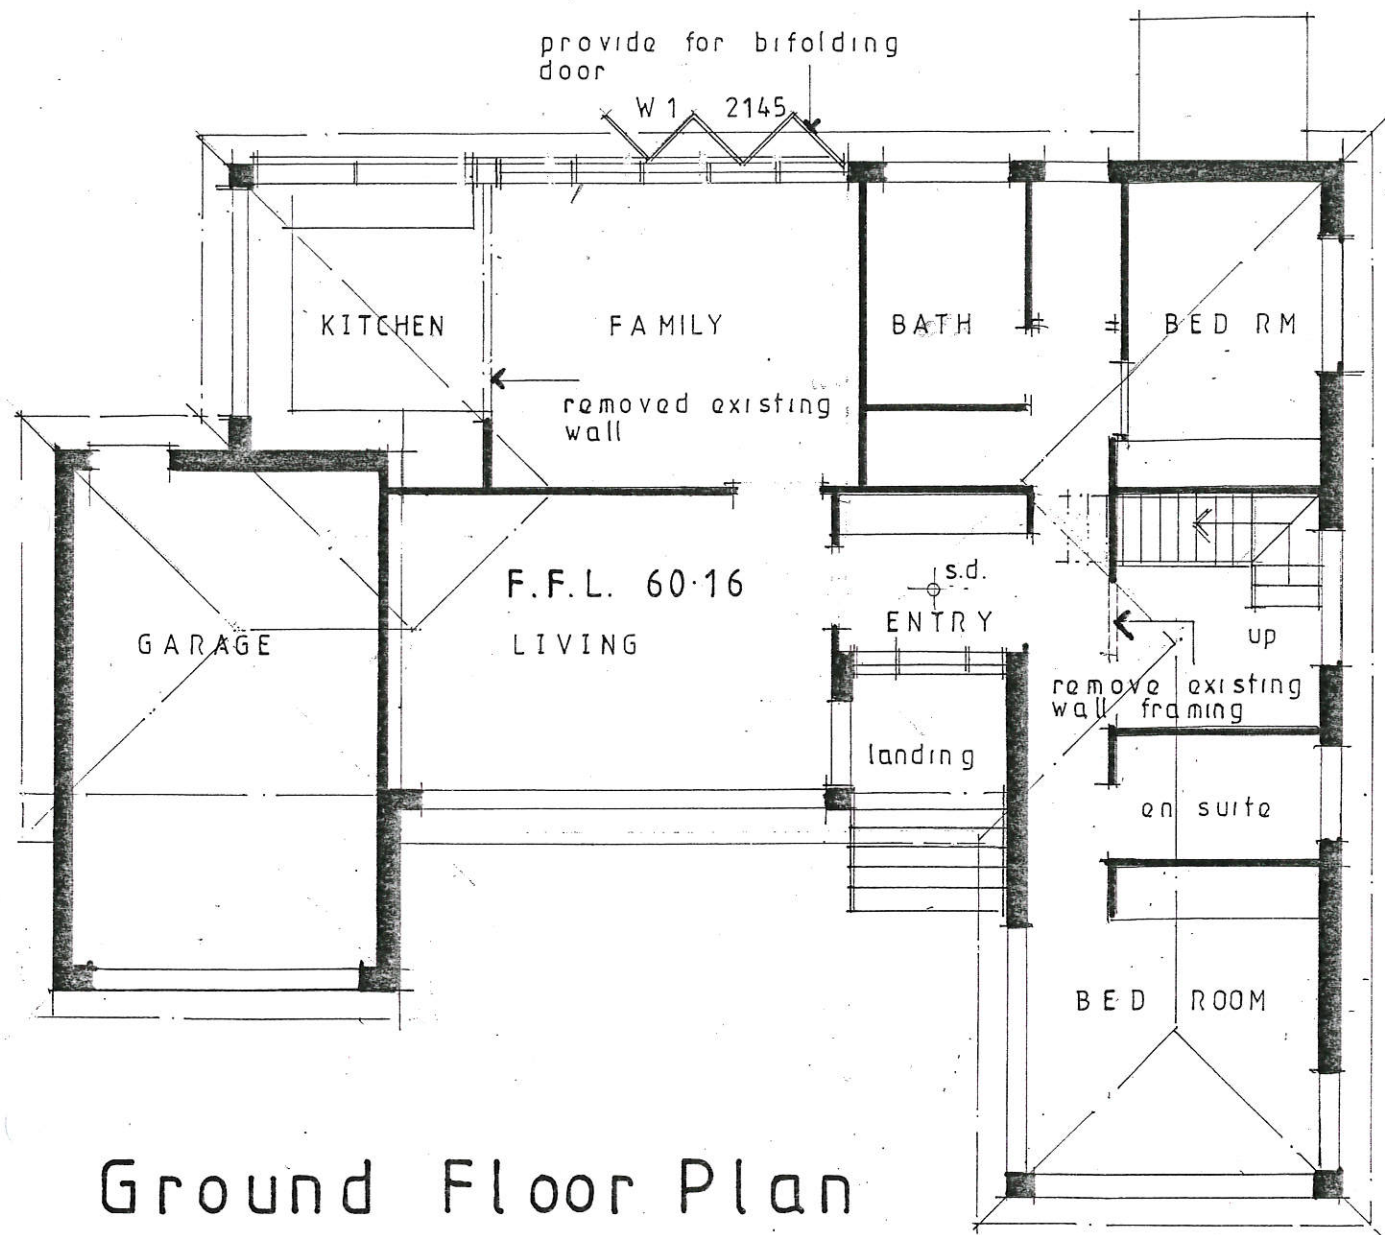 provide for bifolding
door
W1 2145
KITCHEN
FAMILY
BATH
BED RM
removed existing
wall
F.F.L. 60·16
s.d.
GARAGE
LIVING
ENTRY
up
remove existing
wall framing
landing
en suite
BED ROOM
Ground Floor Plan